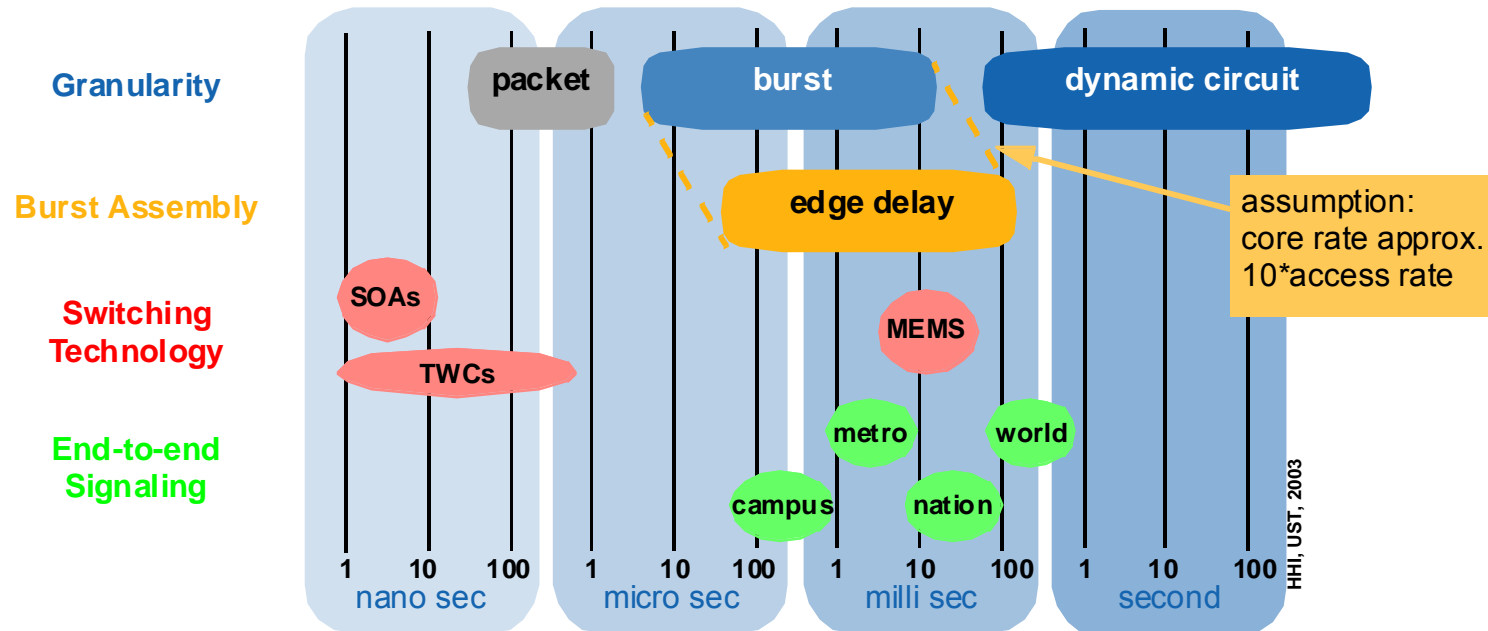 Granularity
packet
burst
dynamic circuit
Burst Assembly
edge delay
assumption:
core rate approx.
10*access rate
Switching
Technology
SOAs
MEMS
TWCs
End-to-end
Signaling
metro
world
campus
nation
1 10 100 1 10 100 1 10 100 1 10 100
nano sec micro sec milli sec second
HHI, UST, 2003